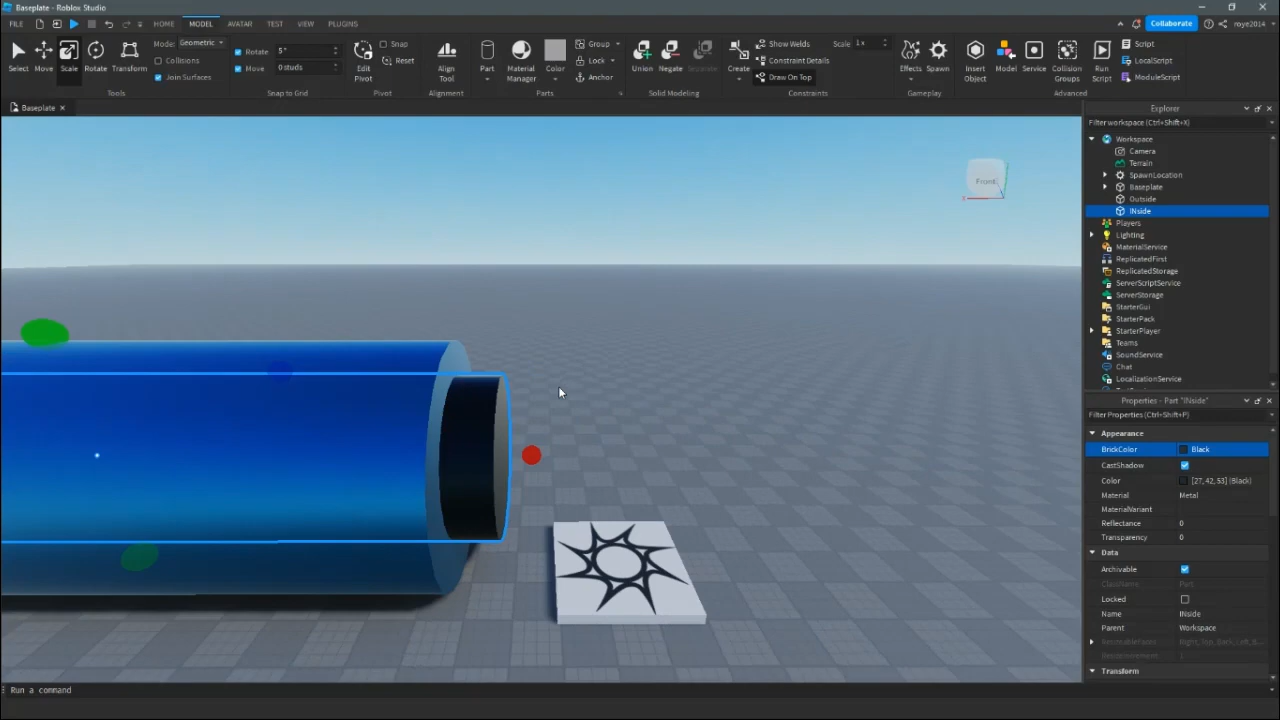 Baseplate - Roblox Studio
FILE HOME MODEL AVATAR TEST VIEW PLUGINS Collaborate roye2014
Mode: Geometric Rotate 5° Snap Group Show Welds Scale 1x Script
Collisions Move 0 studs Reset Lock Constraint Details LocalScript
Join Surfaces Anchor Draw On Top ModuleScript
Select Move Scale Rotate Transform Edit Pivot Align Tool Part Material Manager Color Union Negate Separate Create Effects Spawn Insert Object Model Service Collision Groups Run Script
Tools Snap to Grid Pivot Alignment Parts Solid Modeling Constraints Gameplay Advanced
Baseplate
Front
Explorer
Filter workspace (Ctrl+Shift+X)
Workspace
Camera
Terrain
SpawnLocation
Baseplate
Outside
INside
Players
Lighting
MaterialService
ReplicatedFirst
ReplicatedStorage
ServerScriptService
ServerStorage
StarterGui
StarterPack
StarterPlayer
Teams
SoundService
Chat
LocalizationService
Properties - Part "INside"
Filter Properties (Ctrl+Shift+P)
Appearance
BrickColor Black
CastShadow
Color [27, 42, 53] (Black)
Material Metal
MaterialVariant
Reflectance 0
Transparency 0
Data
Archivable
ClassName Part
Locked
Name INside
Parent Workspace
Transform
Run a command